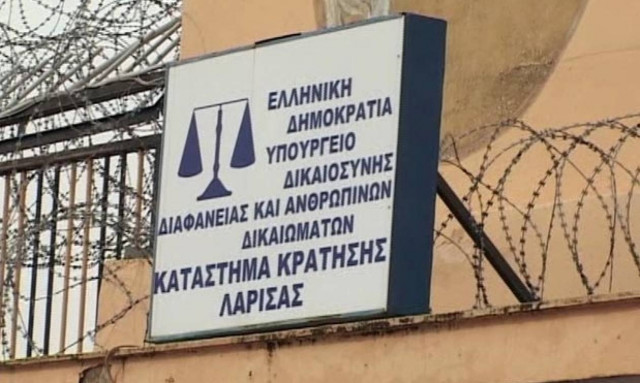 ΕΛΛΗΝΙΚΗ
ΔΗΜΟΚΡΑΤΙΑ
ΥΠΟΥΡΓΕΙΟ
ΔΙΚΑΙΟΣΥΝΗΣ
ΔΙΑΦΑΝΕΙΑΣ ΚΑΙ ΑΝΘΡΩΠΙΝΩΝ
ΔΙΚΑΙΩΜΑΤΩΝ
ΚΑΤΑΣΤΗΜΑ ΚΡΑΤΗΣΗΣ
ΛΑΡΙΣΑΣ